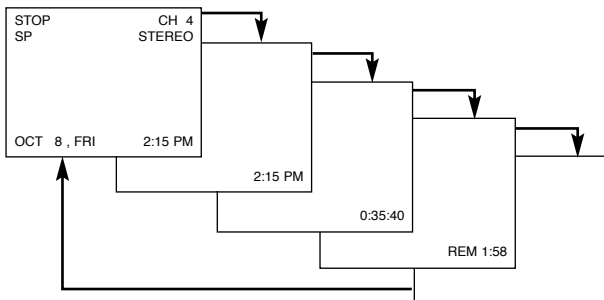 STOP CH 4
SP STEREO
OCT 8 , FRI 2:15 PM
2:15 PM
0:35:40
REM 1:58